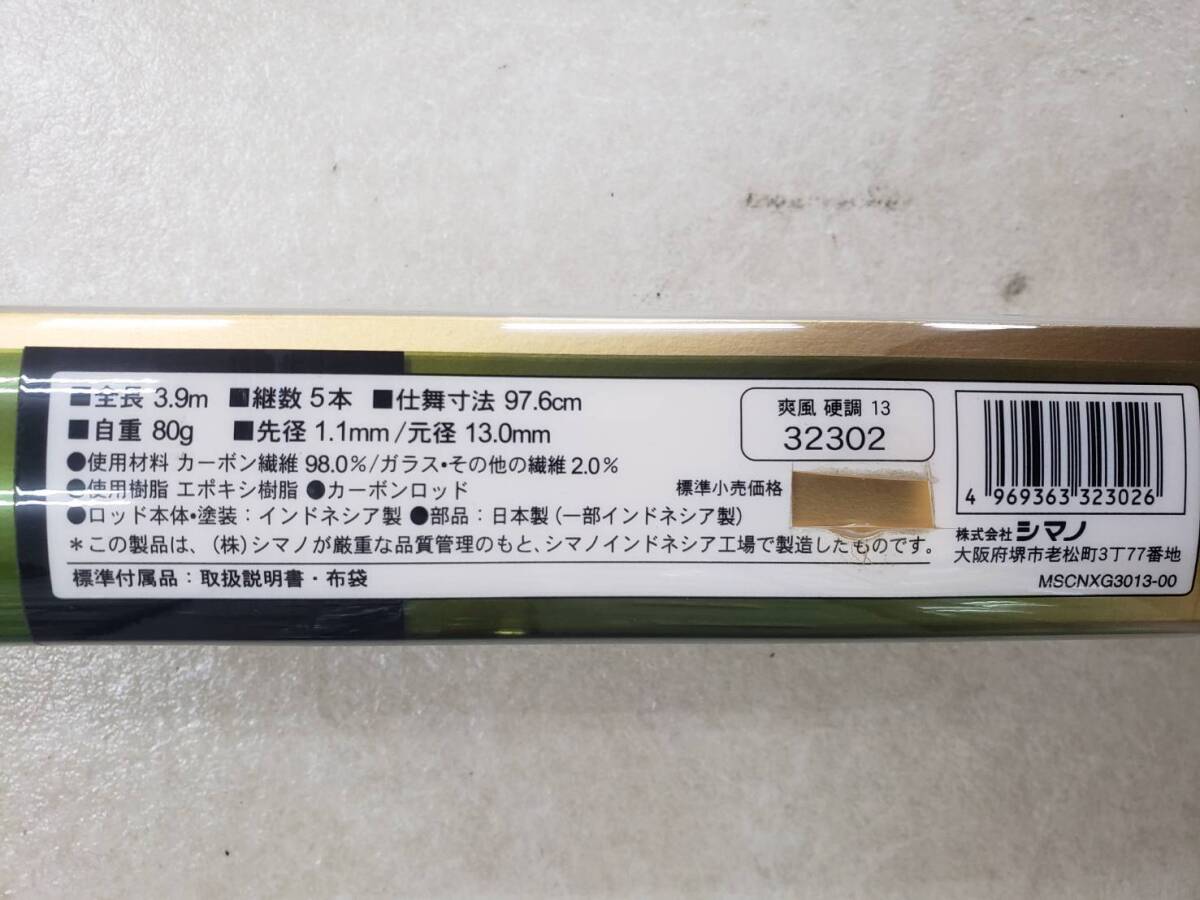 ■全長 3.9m ■継数 5本 ■仕舞寸法 97.6cm
■自重 80g ■先径 1.1mm/元径 13.0mm
●使用材料 カーボン繊維 98.0%/ガラス・その他の繊維 2.0%
●使用樹脂 エポキシ樹脂 ●カーボンロッド
●ロッド本体・塗装：インドネシア製 ●部品：日本製（一部インドネシア製）
＊この製品は、（株）シマノが厳重な品質管理のもと、シマノインドネシア工場で製造したものです。
標準付属品：取扱説明書・布袋
爽風 硬調 13
32302
標準小売価格
4 969363 323026
株式会社シマノ
大阪府堺市老松町3丁77番地
MSCNXG3013-00